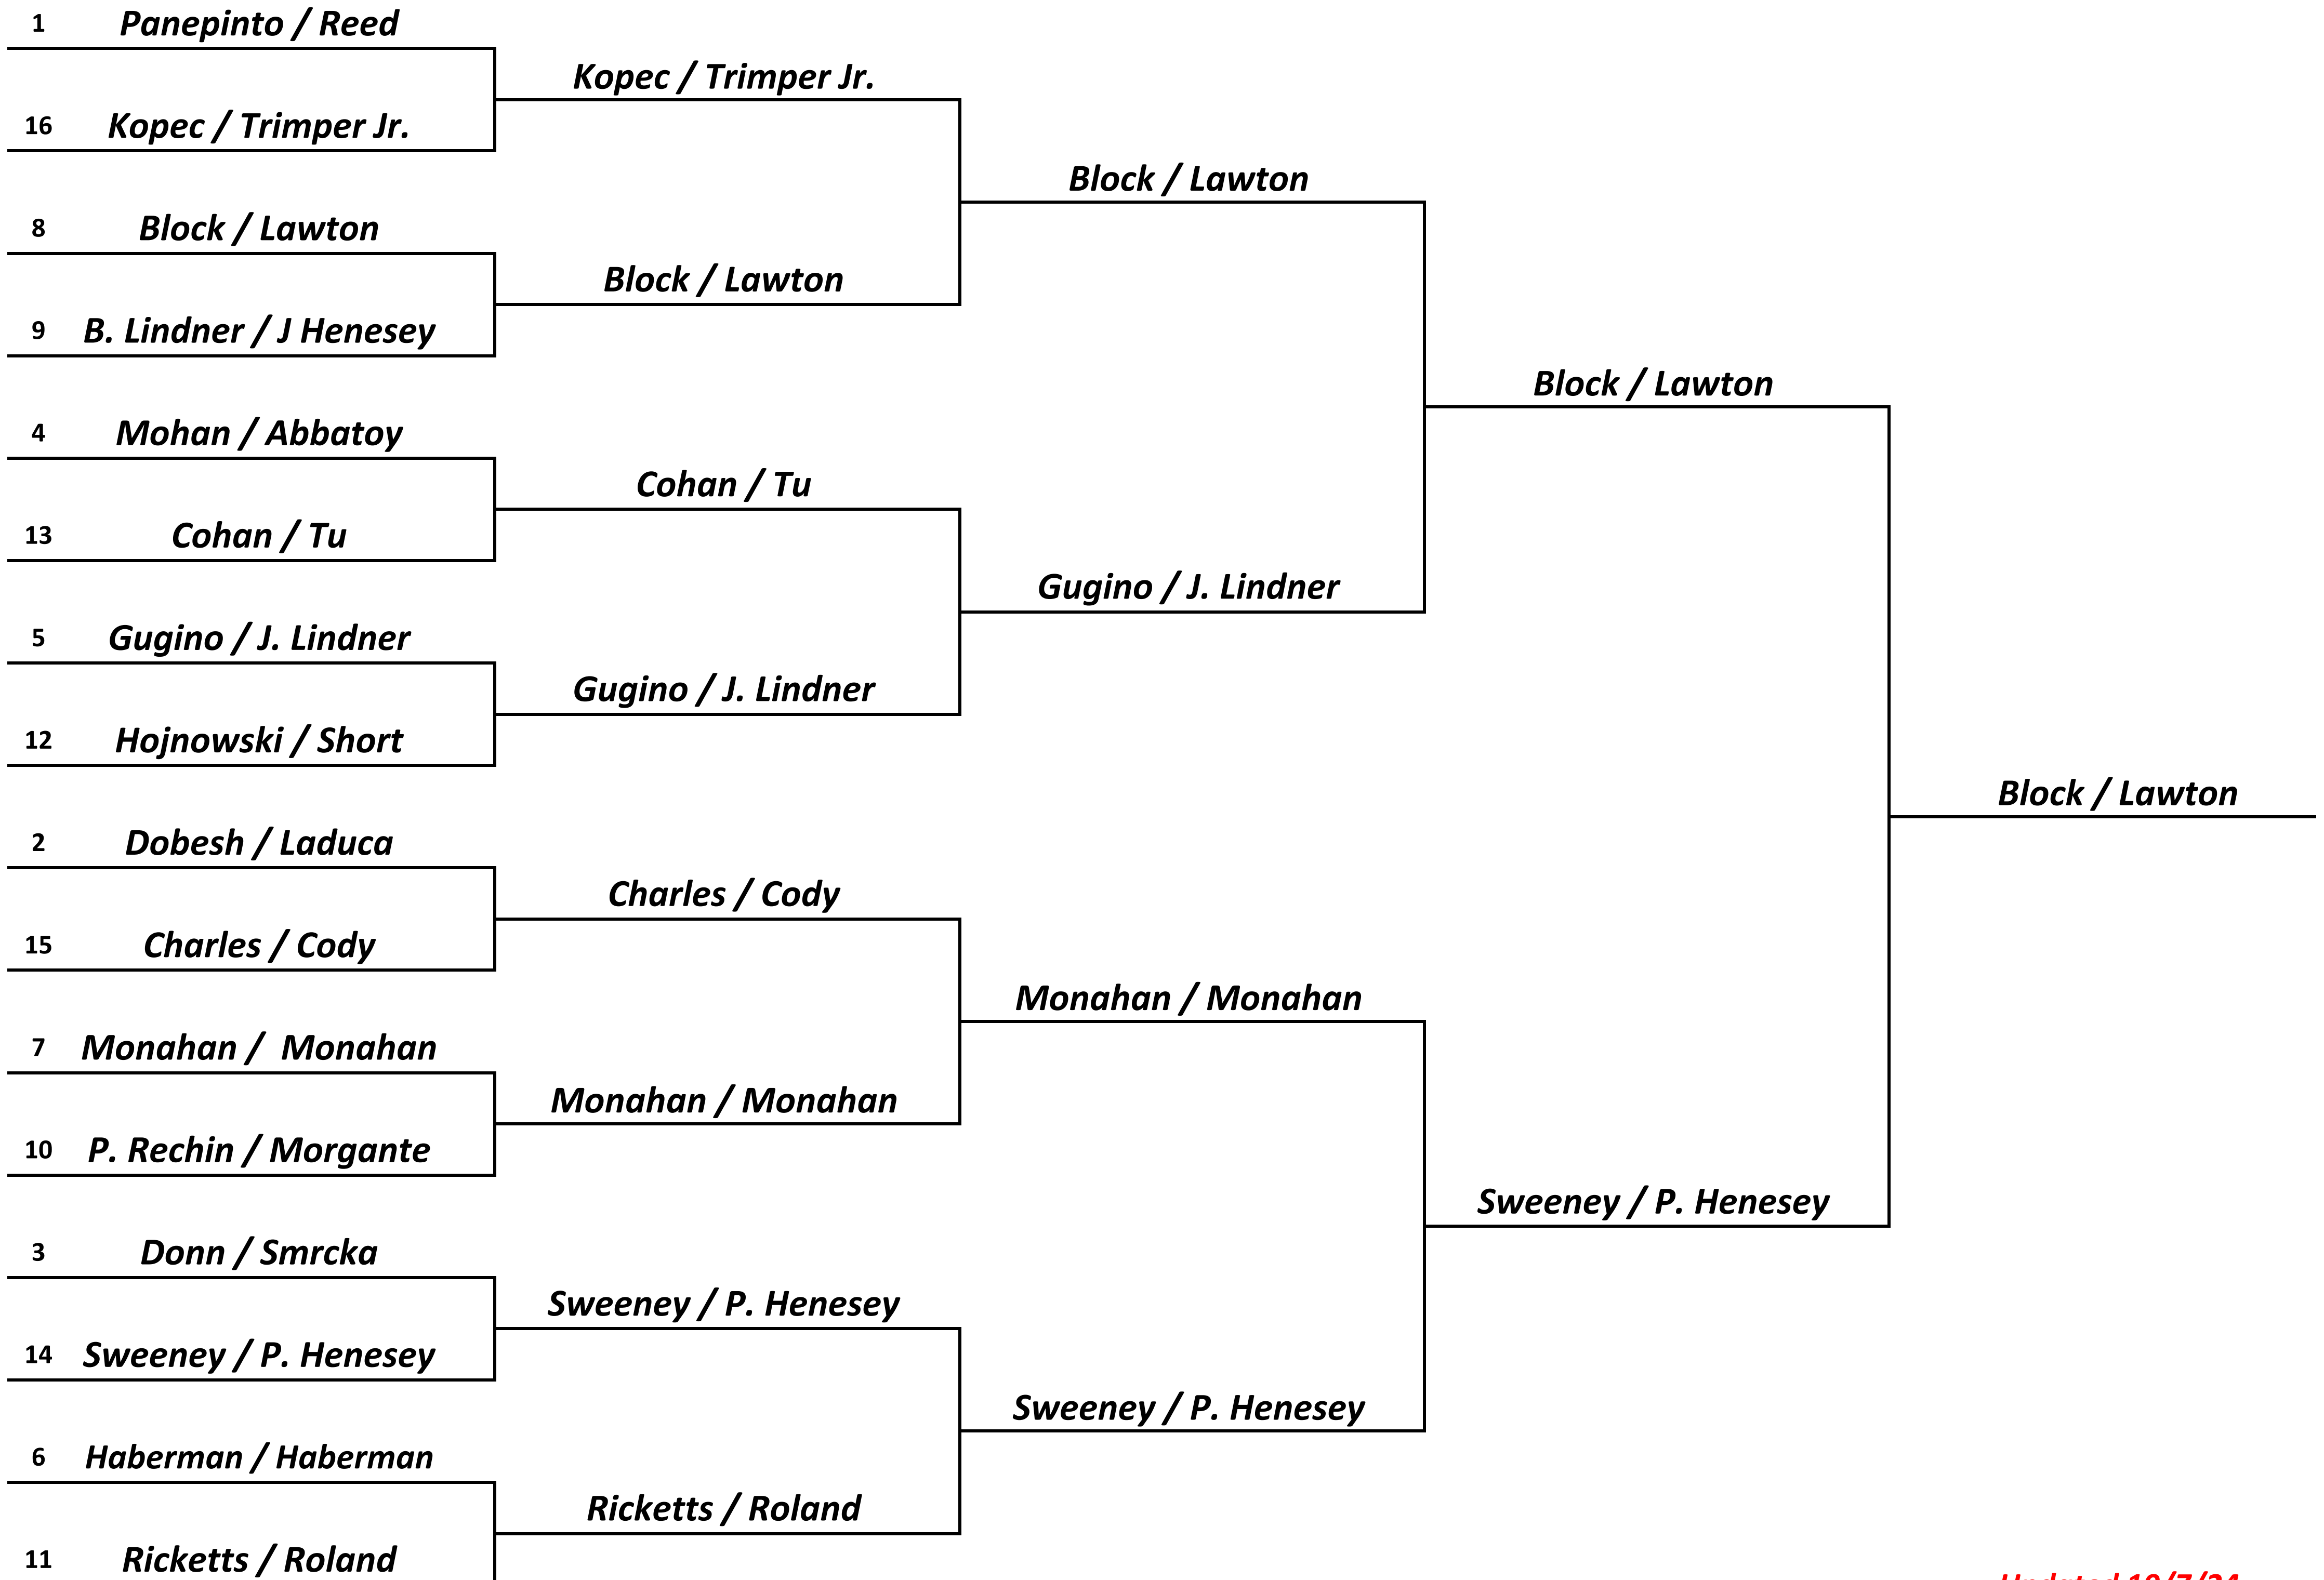 1 Panepinto / Reed
Kopec / Trimper Jr.
16 Kopec / Trimper Jr.
Block / Lawton
8 Block / Lawton
Block / Lawton
9 B. Lindner / J Henesey
Block / Lawton
4 Mohan / Abbatoy
Cohan / Tu
13 Cohan / Tu
Gugino / J. Lindner
5 Gugino / J. Lindner
Gugino / J. Lindner
12 Hojnowski / Short
Block / Lawton
2 Dobesh / Laduca
Charles / Cody
15 Charles / Cody
Monahan / Monahan
7 Monahan / Monahan
Monahan / Monahan
10 P. Rechin / Morgante
Sweeney / P. Henesey
3 Donn / Smrcka
Sweeney / P. Henesey
14 Sweeney / P. Henesey
Sweeney / P. Henesey
6 Haberman / Haberman
Ricketts / Roland
11 Ricketts / Roland
Updated 10/7/24